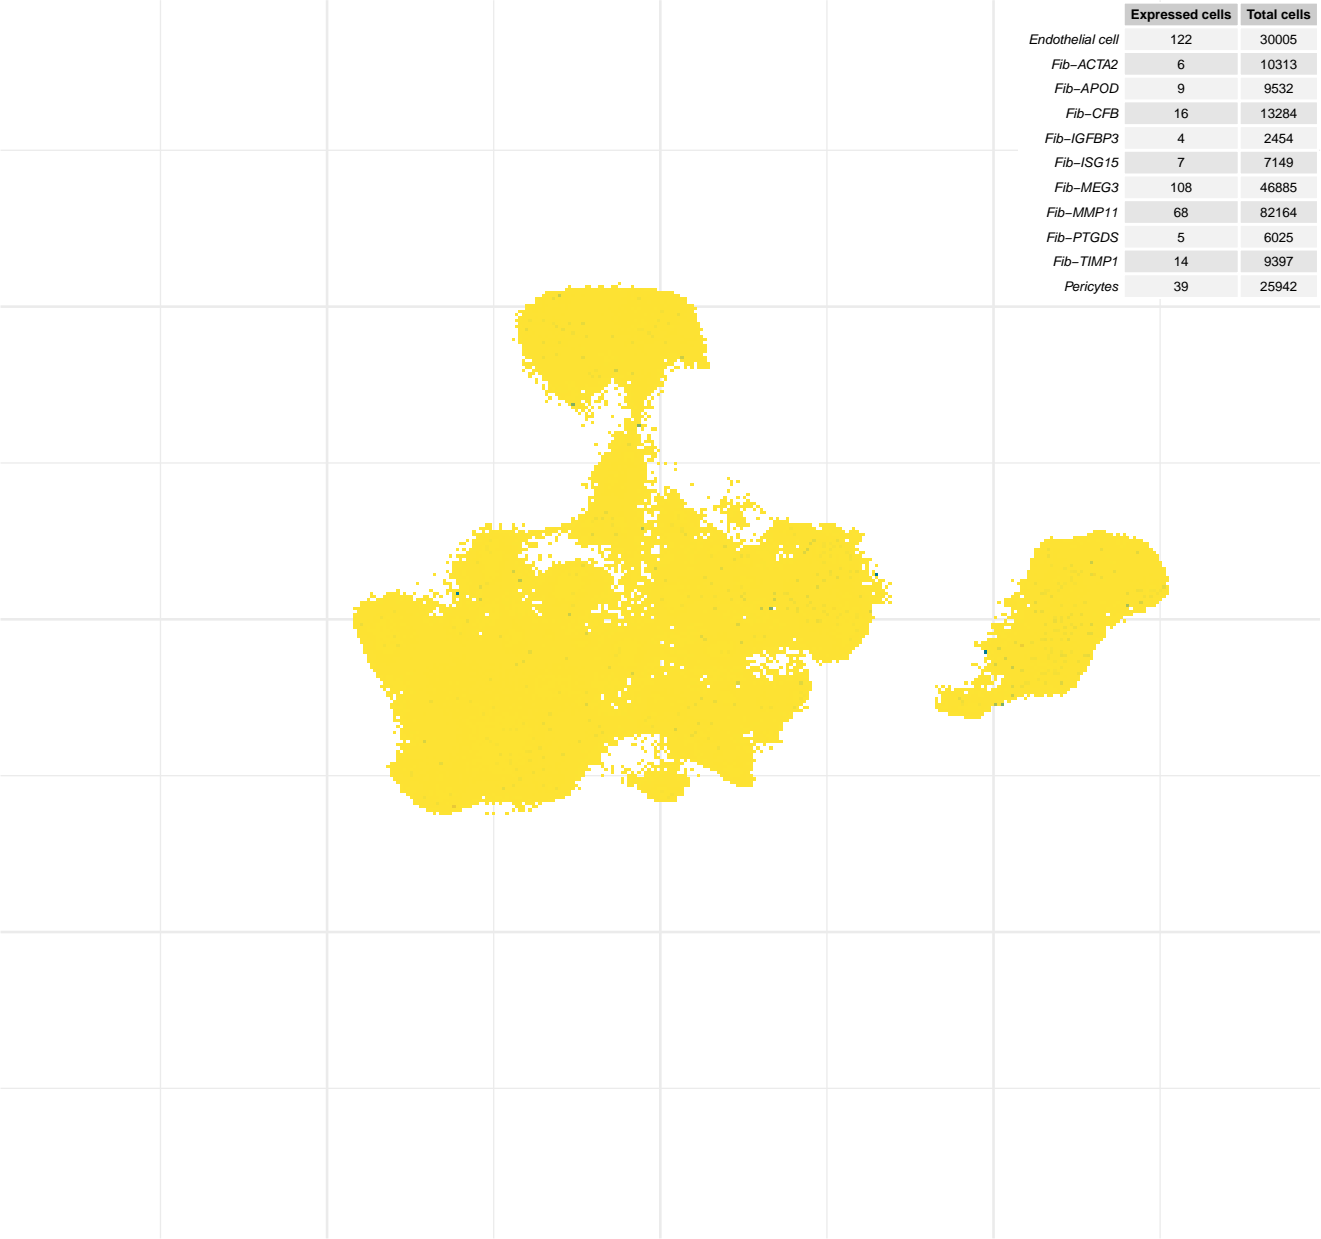 Expressed cells Total cells
Endothelial cell 122 30005
Fib−ACTA2 6 10313
Fib−APOD 9 9532
Fib−CFB 16 13284
Fib−IGFBP3 4 2454
Fib−ISG15 7 7149
Fib−MEG3 108 46885
Fib−MMP11 68 82164
Fib−PTGDS 5 6025
Fib−TIMP1 14 9397
Pericytes 39 25942